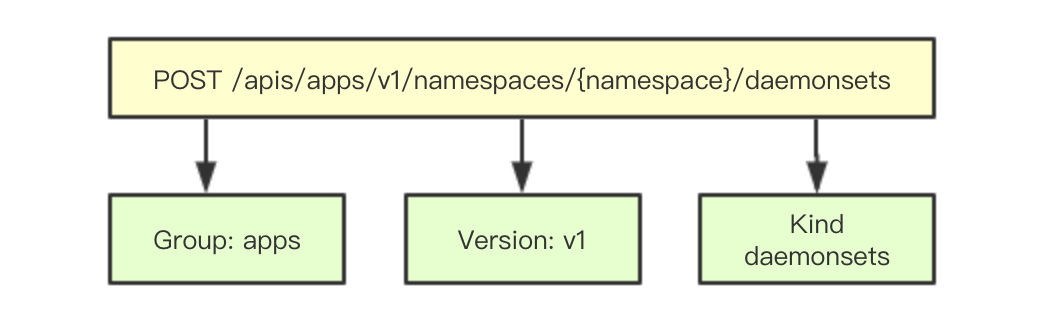 POST /apis/apps/v1/namespaces/{namespace}/daemonsets
Group: apps
Version: v1
Kind
daemonsets